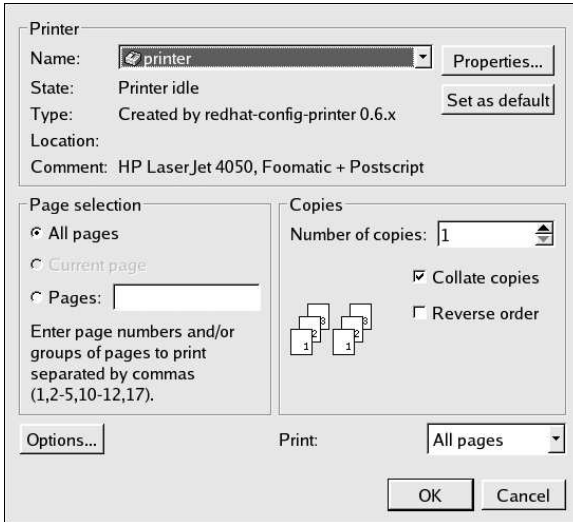 Printer
Name: printer
Properties...
State: Printer idle
Set as default
Type: Created by redhat-config-printer 0.6.x
Location:
Comment: HP LaserJet 4050, Foomatic + Postscript
Page selection
All pages
Current page
Pages:
Enter page numbers and/or
groups of pages to print
separated by commas
(1,2-5,10-12,17).
Copies
Number of copies: 1
Collate copies
Reverse order
1 2 3 1 2 3
Options...
Print: All pages
OK Cancel